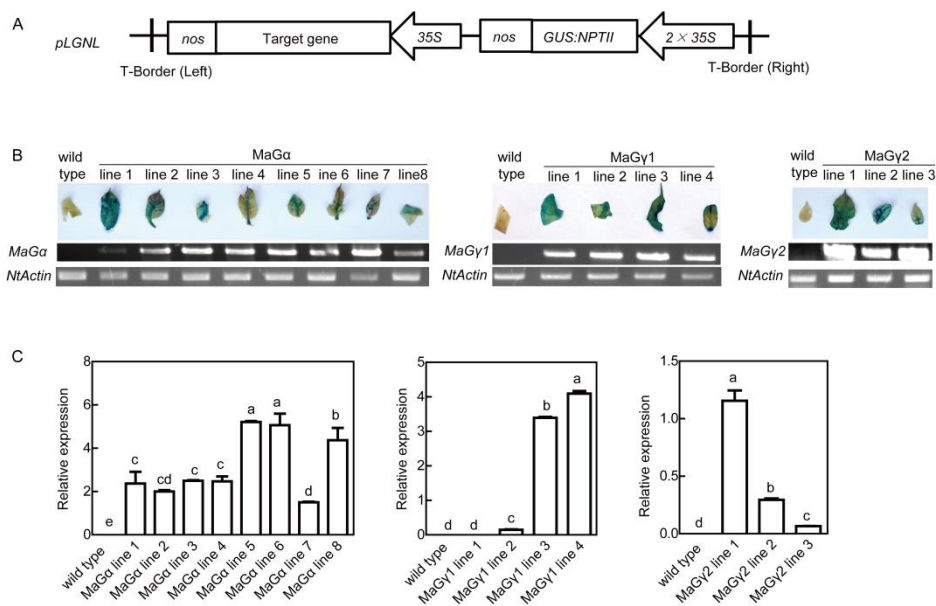 A
pLGNL
nos
Target gene
35S
nos
GUS:NPTII
2 × 35S
T-Border (Left)
T-Border (Right)
B
wild type
MaGα
line 1 line 2 line 3 line 4 line 5 ine 6 line 7 line8
MaGα
NtActin
wild type
MaGγ1
line 1 line 2 line 3 line 4
MaGγ1
NtActin
wild type
MaGγ2
line 1 line 2 line 3
MaGγ2
NtActin
C
Relative expression
8
6
4
2
0
e c cd c c a a d b
wild type
MaGα line 1
MaGα line 2
MaGα line 3
MaGα line 4
MaGα line 5
MaGα line 6
MaGα line 7
MaGα line 8
Relative expression
5
4
3
2
1
0
d d c b a
wild type
MaGγ1 line 1
MaGγ1 line 2
MaGγ1 line 3
MaGγ1 line 4
Relative expression
1.5
1.0
0.5
0.0
d a b c
wild type
MaGγ2 line 1
MaGγ2 line 2
MaGγ2 line 3